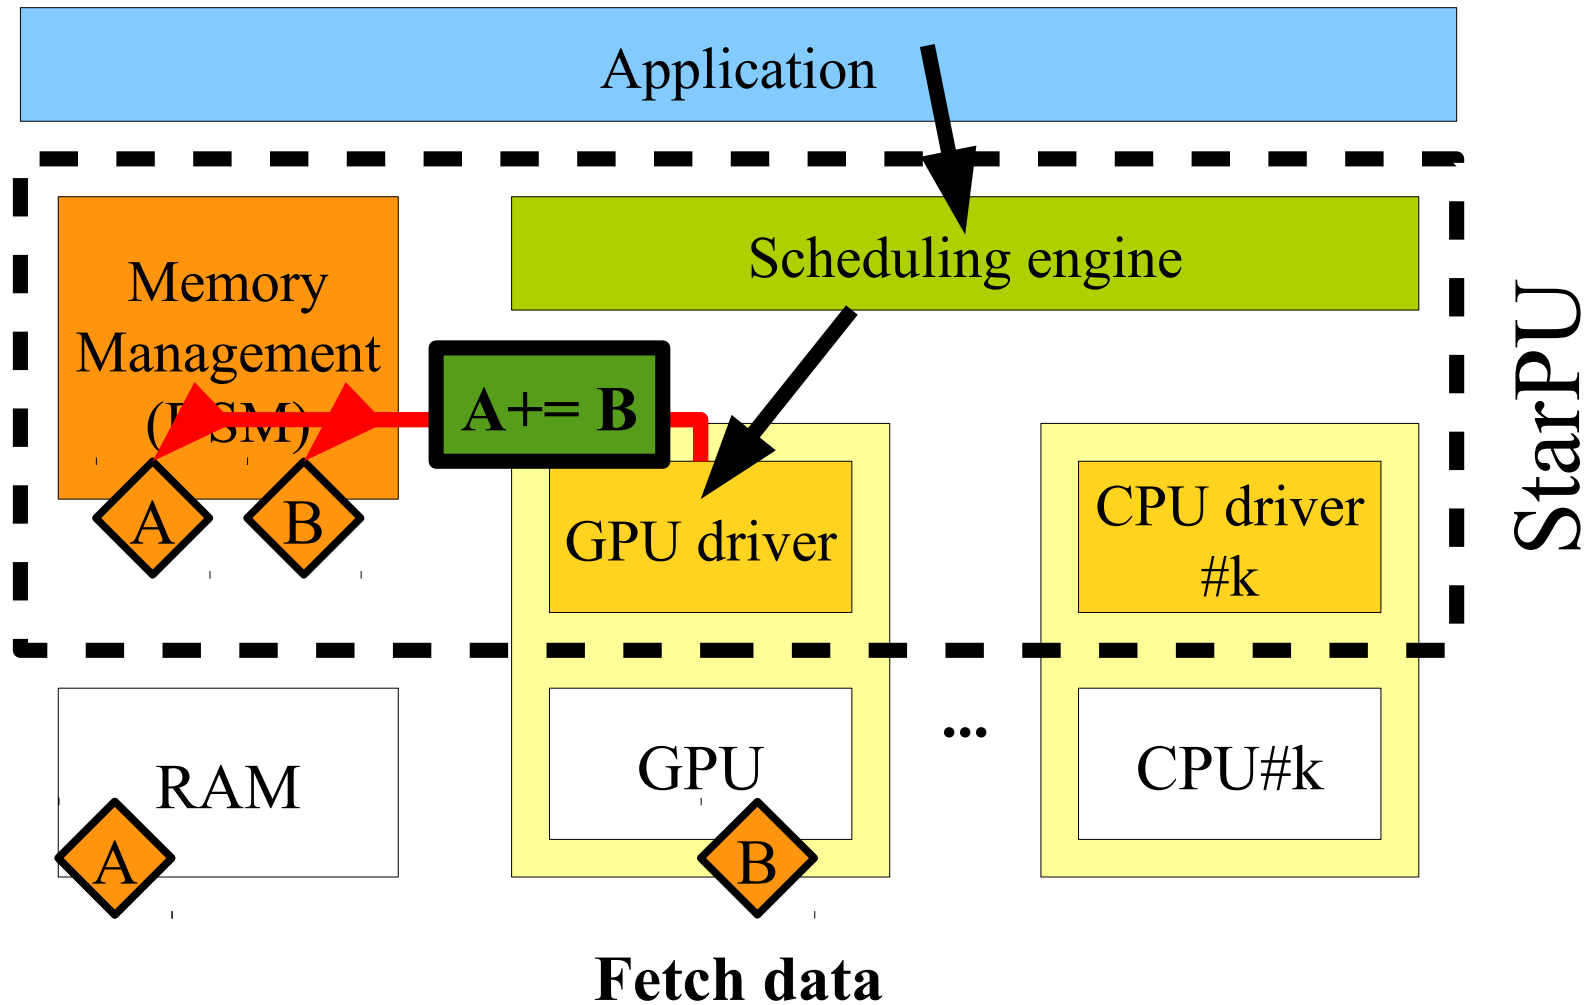 Application
Scheduling engine
Memory
Management
A+= B
StarPU
A
B
GPU driver
CPU driver
#k
RAM
GPU
...
CPU#k
A
B
Fetch data